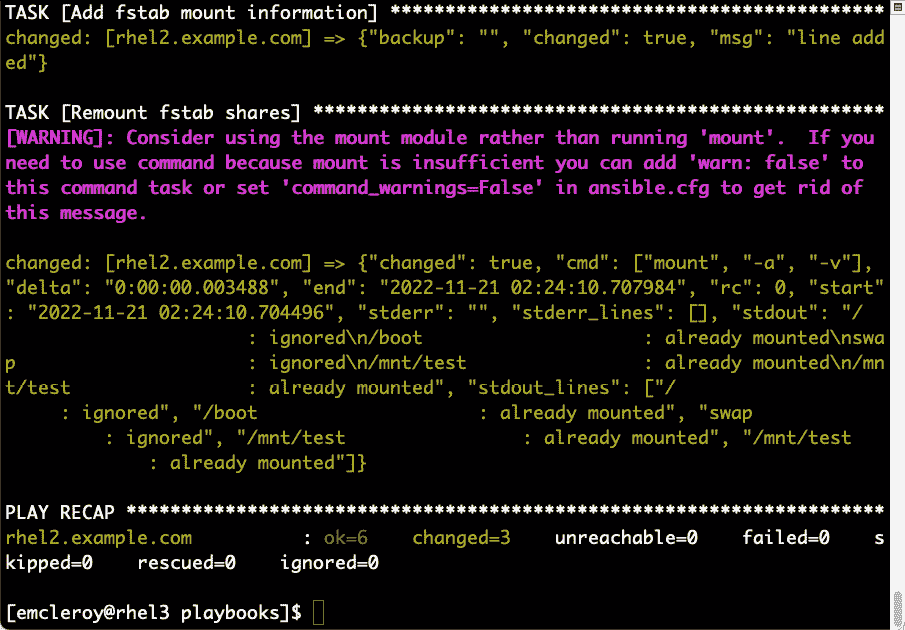 TASK [Add fstab mount information] *********************************************
changed: [rhel2.example.com] => {"backup": "", "changed": true, "msg": "line add
ed"}
TASK [Remount fstab shares] ****************************************************
[WARNING]: Consider using the mount module rather than running 'mount'.  If you
need to use command because mount is insufficient you can add 'warn: false' to
this command task or set 'command_warnings=False' in ansible.cfg to get rid of
this message.
changed: [rhel2.example.com] => {"changed": true, "cmd": ["mount", "-a", "-v"],
"delta": "0:00:00.003488", "end": "2022-11-21 02:24:10.707984", "rc": 0, "start"
: "2022-11-21 02:24:10.704496", "stderr": "", "stderr_lines": [], "stdout": "/
                      : ignored\n/boot                    : already mounted\nswa
p                     : ignored\n/mnt/test                : already mounted\n/mn
t/test                : already mounted", "stdout_lines": ["/
     : ignored", "/boot                    : already mounted", "swap
         : ignored", "/mnt/test                : already mounted", "/mnt/test
             : already mounted"]}
PLAY RECAP *********************************************************************
rhel2.example.com          : ok=6    changed=3    unreachable=0    failed=0    s
kipped=0    rescued=0    ignored=0
[emcleroy@rhel3 playbooks]$